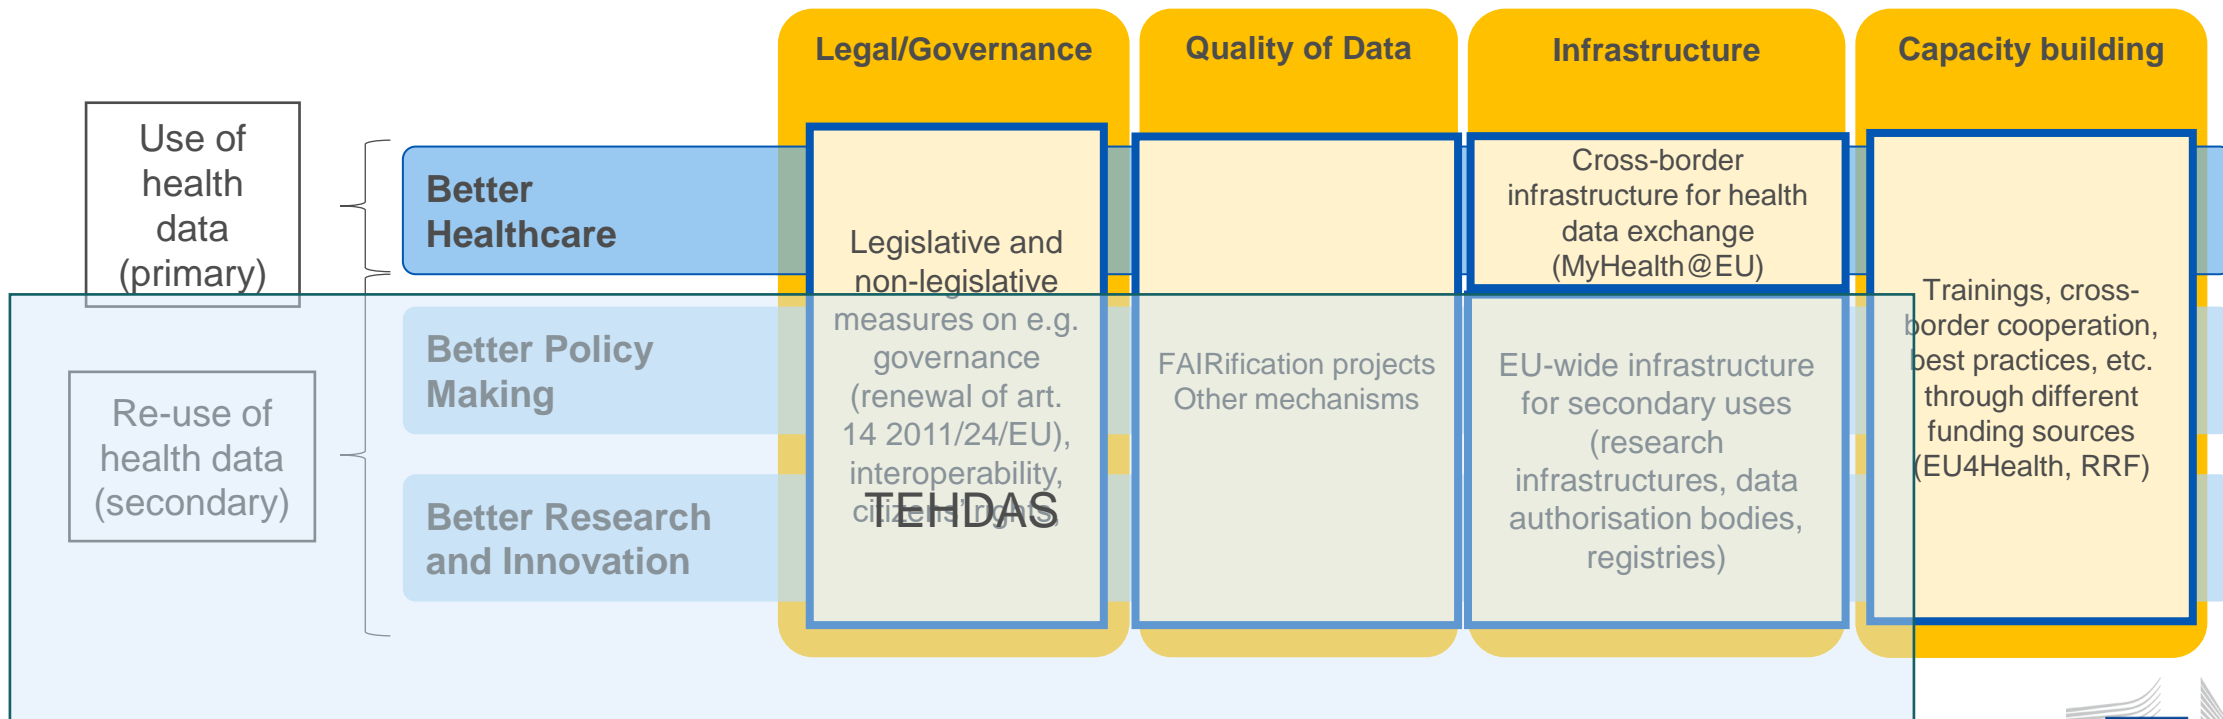 Legal/Governance
Quality of Data
Infrastructure
Capacity building
Use of
health
data
(primary)
Better
Healthcare
Better Policy
Making
Re-use of
health data
(secondary)
Better Research
and Innovation
Legislative and
non-legislative
measures on e.g.
governance
(renewal of art.
14 2011/24/EU),
interoperability,
citizens' rights,
TEHDAS
FAIRification projects
Other mechanisms
Cross-border
infrastructure for health
data exchange
(MyHealth@EU)
EU-wide infrastructure
for secondary uses
(research
infrastructures, data
authorisation bodies,
registries)
Trainings, cross-
border cooperation,
best practices, etc.
through different
funding sources
(EU4Health, RRF)